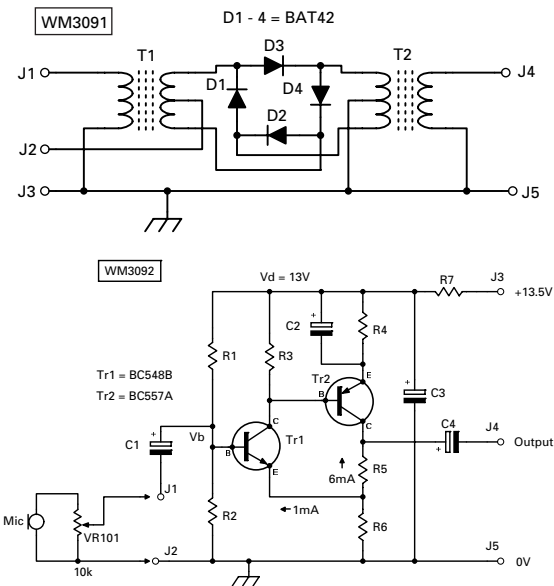 WM3091
D1 - 4 = BAT42
T1
D3
T2
J1
D1
D4
J4
D2
J2
J3
J5
WM3092
Vd = 13V
R7
J3
+13.5V
+
C2
R4
R1
R3
Tr1 = BC548B
Tr2 = BC557A
Tr2
E
B
C
+
C3
+
C1
Vb
C
B
Tr1
E
C4
+
J4
Output
R5
6mA
J1
1mA
Mic
VR101
R2
R6
J2
J5
10k
0V